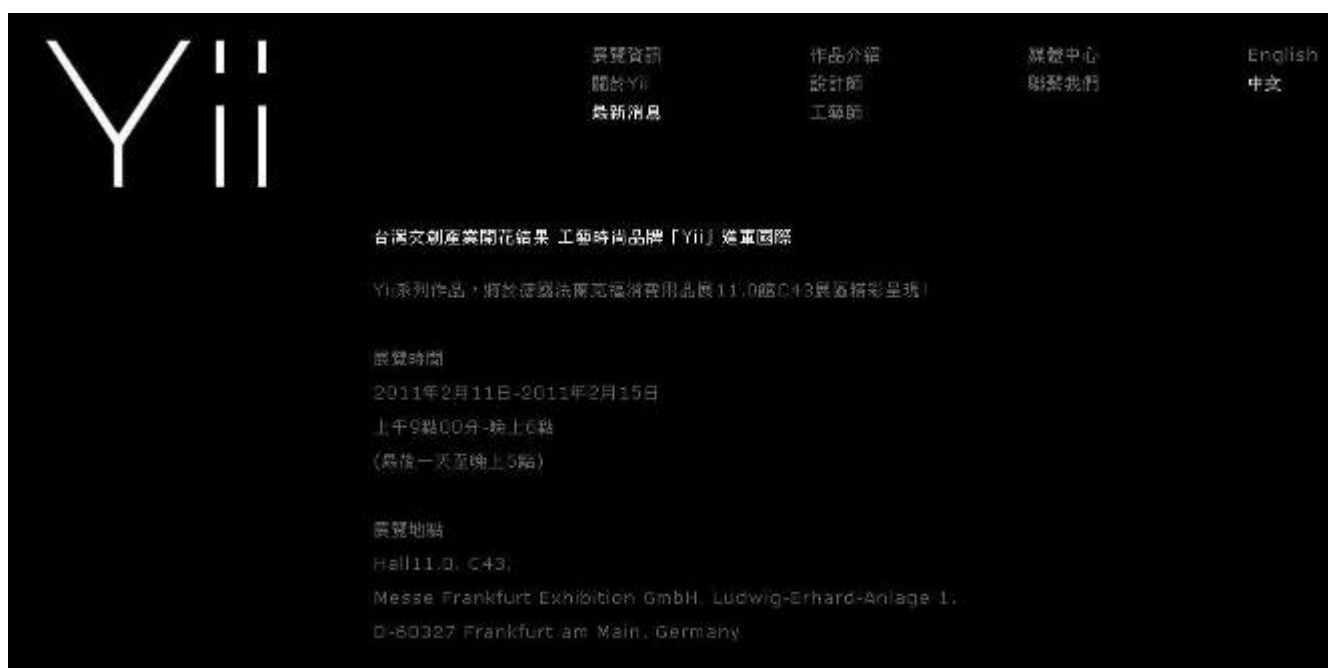 Yii
展覽資訊
關於Yii
最新消息
作品介紹
設計師
工藝師
媒體中心
聯繫我們
English
中文
台灣文創產業開花結果 工藝時尚品牌「Yii」進軍國際
Yii系列作品，將於德國法蘭克福消費用品展11.0館C43展區精彩呈現!
展覽時間
2011年2月11日-2011年2月15日
上午9點00分-晚上6點
(最後一天至晚上5點)
展覽地點
Hall11.0, C43,
Messe Frankfurt Exhibition GmbH, Ludwig-Erhard-Anlage 1,
D-60327 Frankfurt am Main, Germany